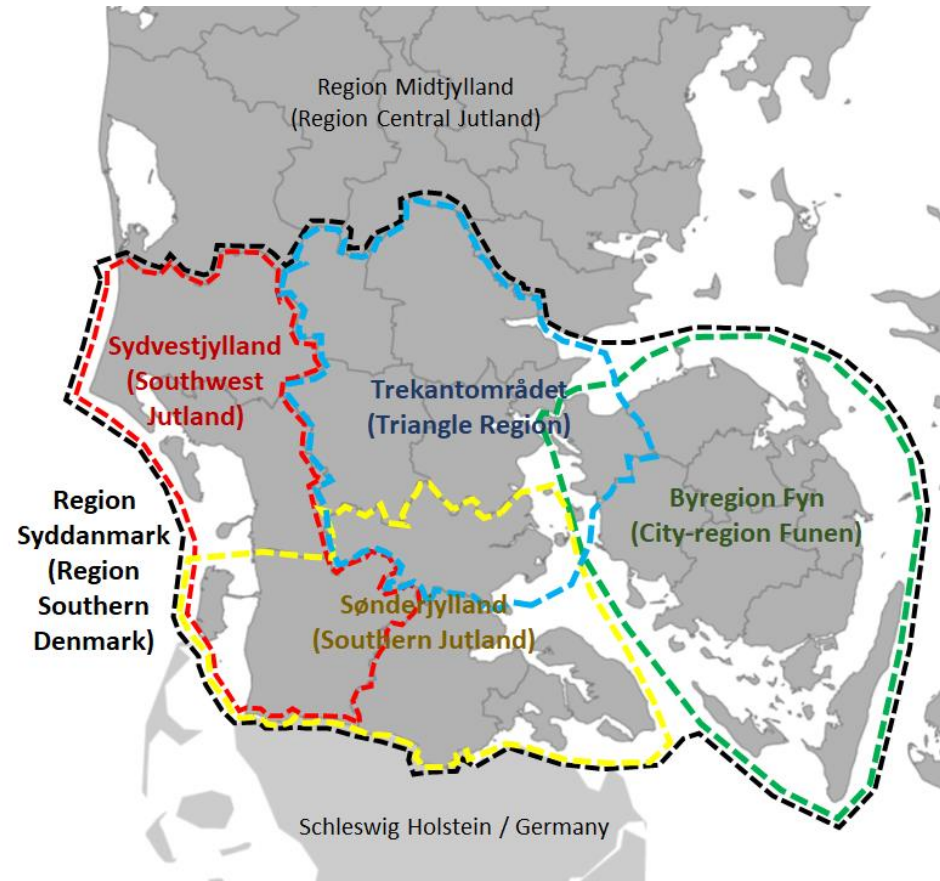 Region Midtjylland
(Region Central Jutland)
Sydvestjylland
(Southwest
Jutland)
Trekantområdet
(Triangle Region)
Region
Syddanmark
(Region
Southern
Denmark)
Byregion Fyn
(City-region Funen)
Sønderjylland
(Southern Jutland)
Schleswig Holstein / Germany